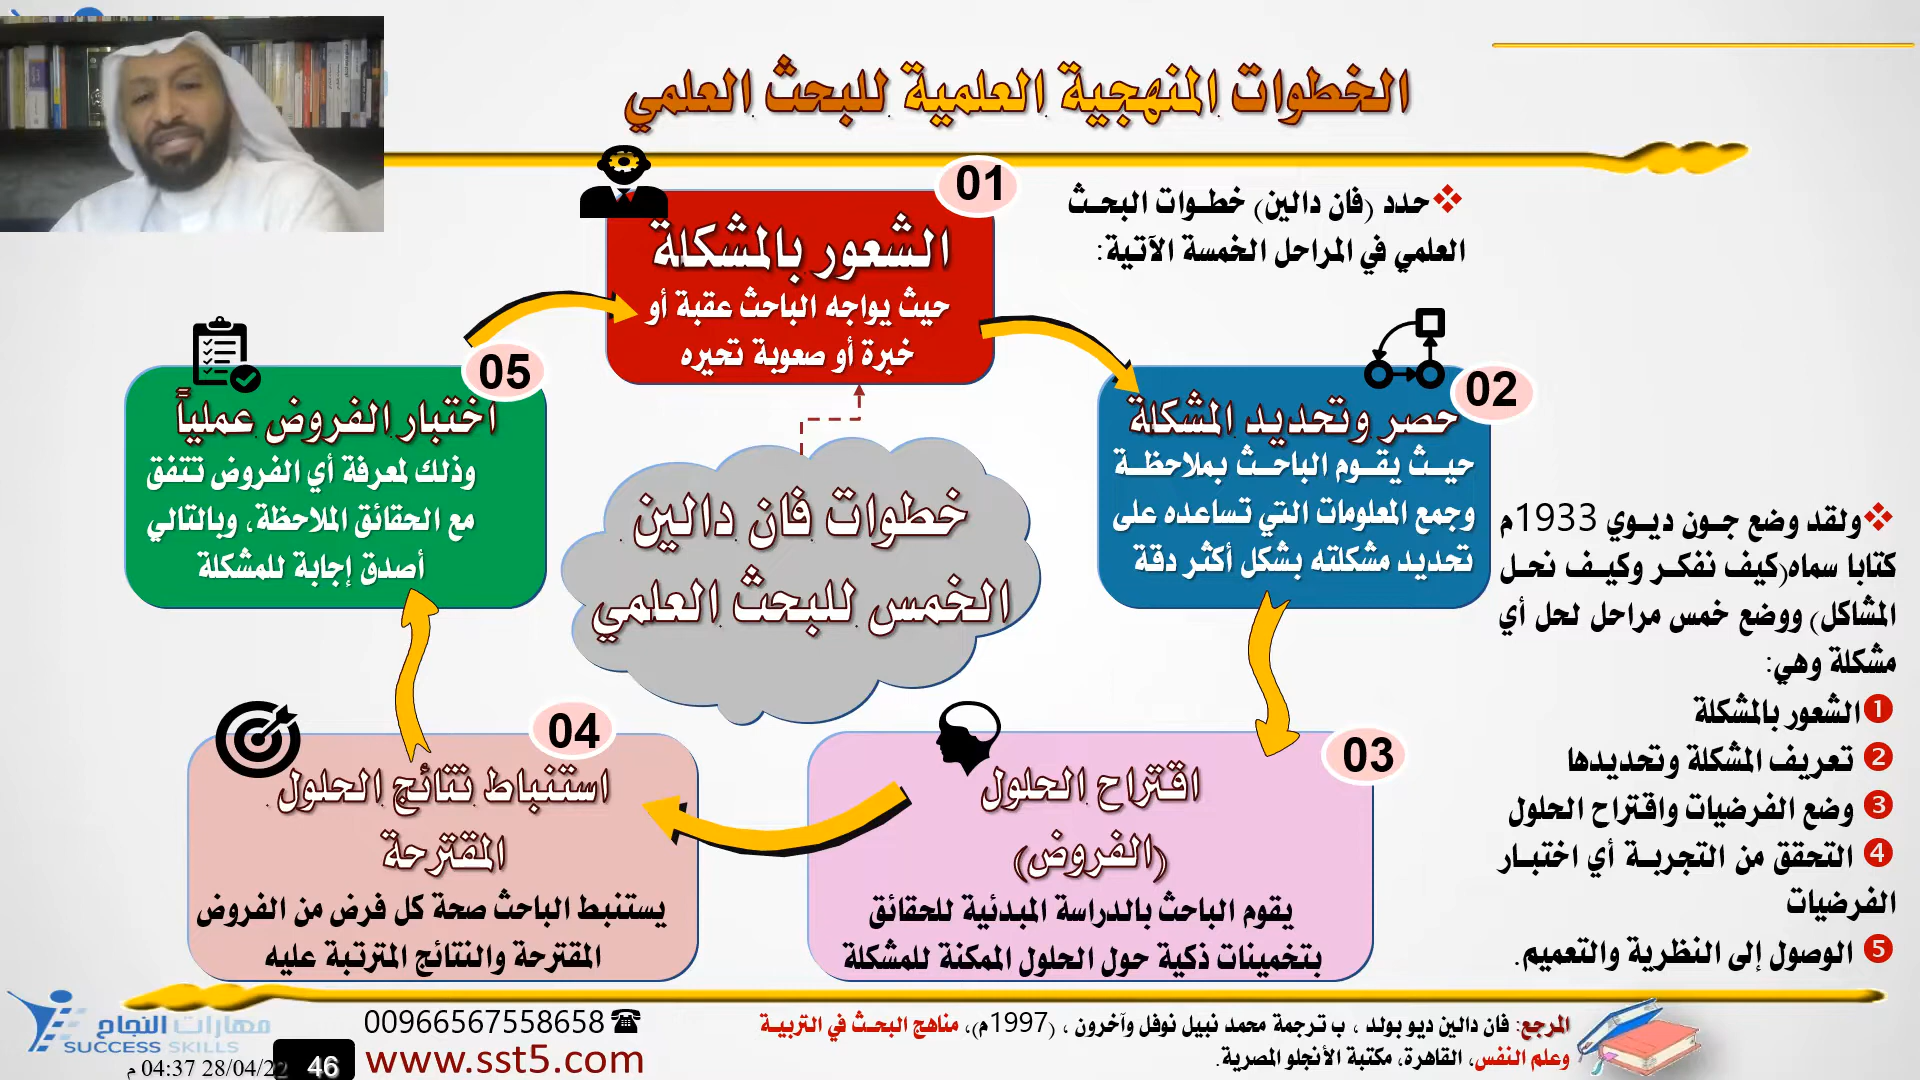 الخطوات المنهجية العلمية للبحث العلمي
❖حدد (فان دالين) خطوات البحث
العلمي في المراحل الخمسة الآتية:
01
الشعور بالمشكلة
حيث يواجه الباحث عقبة أو
خبرة أو صعوبة تحيره
02
حصر وتحديد المشكلة
حيث يقوم الباحث بملاحظة
وجمع المعلومات التي تساعده على
تحديد مشكلته بشكل أكثر دقة
03
اقتراح الحلول
(الفروض)
يقوم الباحث بالدراسة المبدئية للحقائق
بتخمينات ذكية حول الحلول الممكنة للمشكلة
04
استنباط نتائج الحلول
المقترحة
يستنبط الباحث صحة كل فرض من الفروض
المقترحة والنتائج المترتبة عليه
05
اختبار الفروض عملياً
وذلك لمعرفة أي الفروض تتفق
مع الحقائق الملاحظة، وبالتالي
أصدق إجابة للمشكلة
خطوات فان دالين
الخمس للبحث العلمي
❖ولقد وضع جون ديوي 1933م
كتابا سماه(كيف نفكر وكيف نحل
المشاكل) ووضع خمس مراحل لحل أي
مشكلة وهي:
❶الشعور بالمشكلة
❷ تعريف المشكلة وتحديدها
❸ وضع الفرضيات واقتراح الحلول
❹ التحقق من التجربة أي اختبار
الفرضيات
❺ الوصول إلى النظرية والتعميم.
المرجع: فان دالين ديو بولد ، ب ترجمة محمد نبيل نوفل وآخرون ، (1997م)، مناهج البحث في التربية
وعلم النفس، القاهرة، مكتبة الأنجلو المصرية.
00966567558658 ☎
www.sst5.com
مهارات النجاح
SUCCESS SKILLS
04:37 28/04/22 م
46